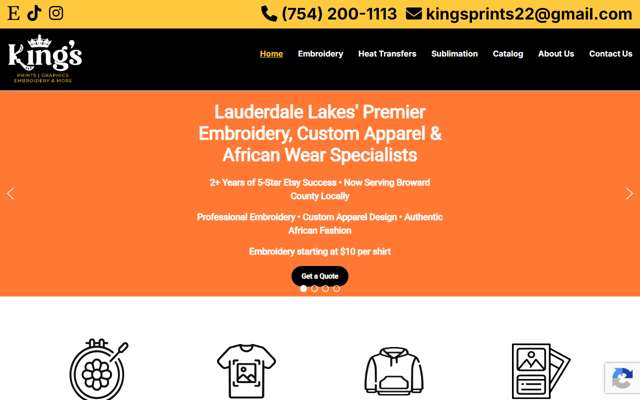 (754) 200-1113 kingsprints22@gmail.com
King's
PRINTS | GRAPHICS
EMBROIDERY & MORE
Home Embroidery Heat Transfers Sublimation Catalog About Us Contact Us
Lauderdale Lakes' Premier
Embroidery, Custom Apparel &
African Wear Specialists
2+ Years of 5-Star Etsy Success • Now Serving Broward
County Locally
Professional Embroidery • Custom Apparel Design • Authentic
African Fashion
Embroidery starting at $10 per shirt
Get a Quote